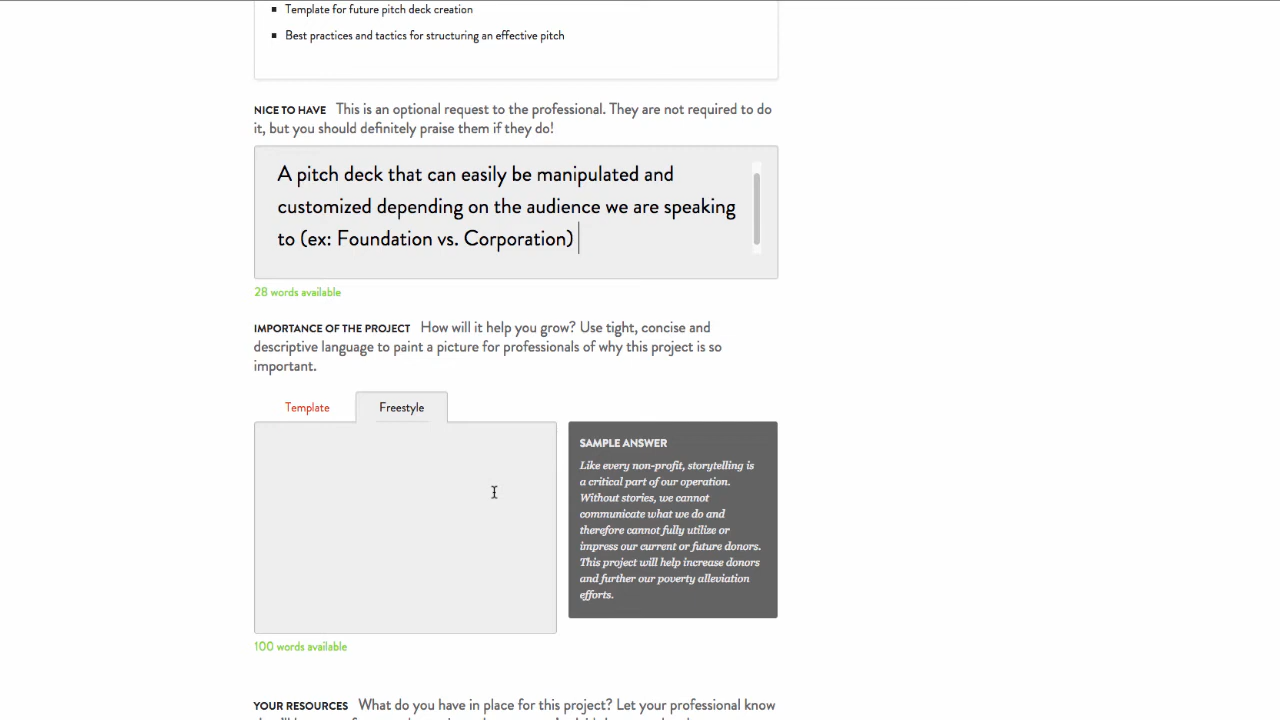 Template for future pitch deck creation
Best practices and tactics for structuring an effective pitch
NICE TO HAVE This is an optional request to the professional. They are not required to do
it, but you should definitely praise them if they do!
A pitch deck that can easily be manipulated and
customized depending on the audience we are speaking
to (ex: Foundation vs. Corporation)
28 words available
IMPORTANCE OF THE PROJECT How will it help you grow? Use tight, concise and
descriptive language to paint a picture for professionals of why this project is so
important.
Template Freestyle
SAMPLE ANSWER
Like every non-profit, storytelling is
a critical part of our operation.
Without stories, we cannot
communicate what we do and
therefore cannot fully utilize or
impress our current or future donors.
This project will help increase donors
and further our poverty alleviation
efforts.
100 words available
YOUR RESOURCES What do you have in place for this project? Let your professional know